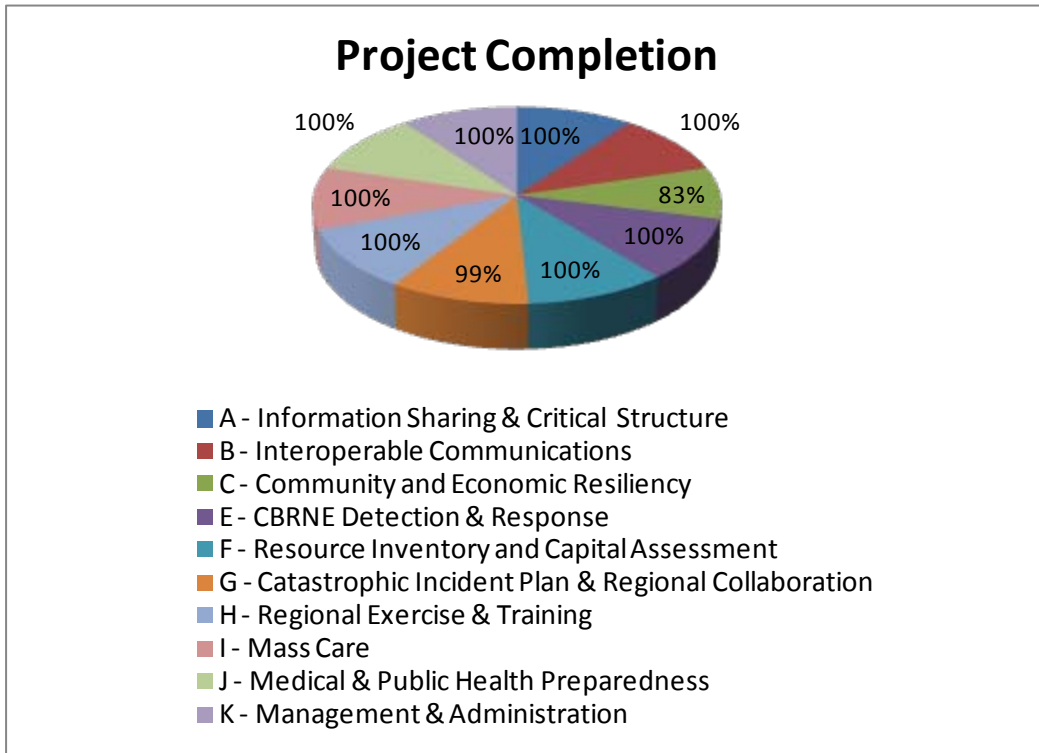 Project Completion
100% 100% 100% 100%
83%
100% 100%
100%
99% 100%
A - Information Sharing & Critical Structure
B - Interoperable Communications
C - Community and Economic Resiliency
E - CBRNE Detection & Response
F - Resource Inventory and Capital Assessment
G - Catastrophic Incident Plan & Regional Collaboration
H - Regional Exercise & Training
I - Mass Care
J - Medical & Public Health Preparedness
K - Management & Administration